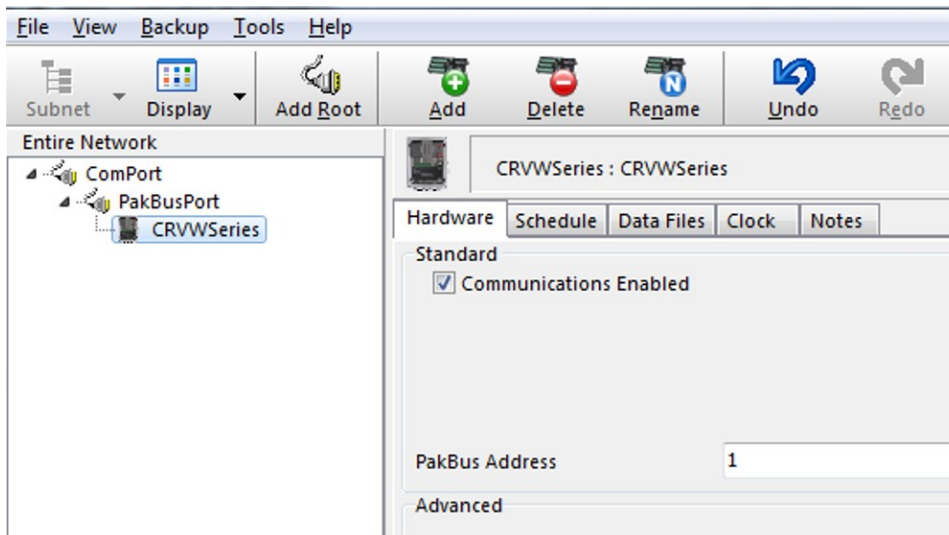 File View Backup Tools Help
Subnet Display Add Root Add Delete Rename Undo Redo
Entire Network
ComPort
PakBusPort
CRVWSeries
CRVWSeries : CRVWSeries
Hardware Schedule Data Files Clock Notes
Standard
Communications Enabled
PakBus Address 1
Advanced